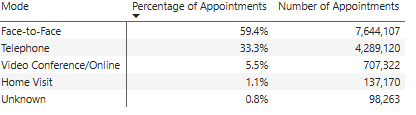 Mode Percentage of Appointments Number of Appointments
Face-to-Face 59.4% 7,644,107
Telephone 33.3% 4,289,120
Video Conference/Online 5.5% 707,322
Home Visit 1.1% 137,170
Unknown 0.8% 98,263